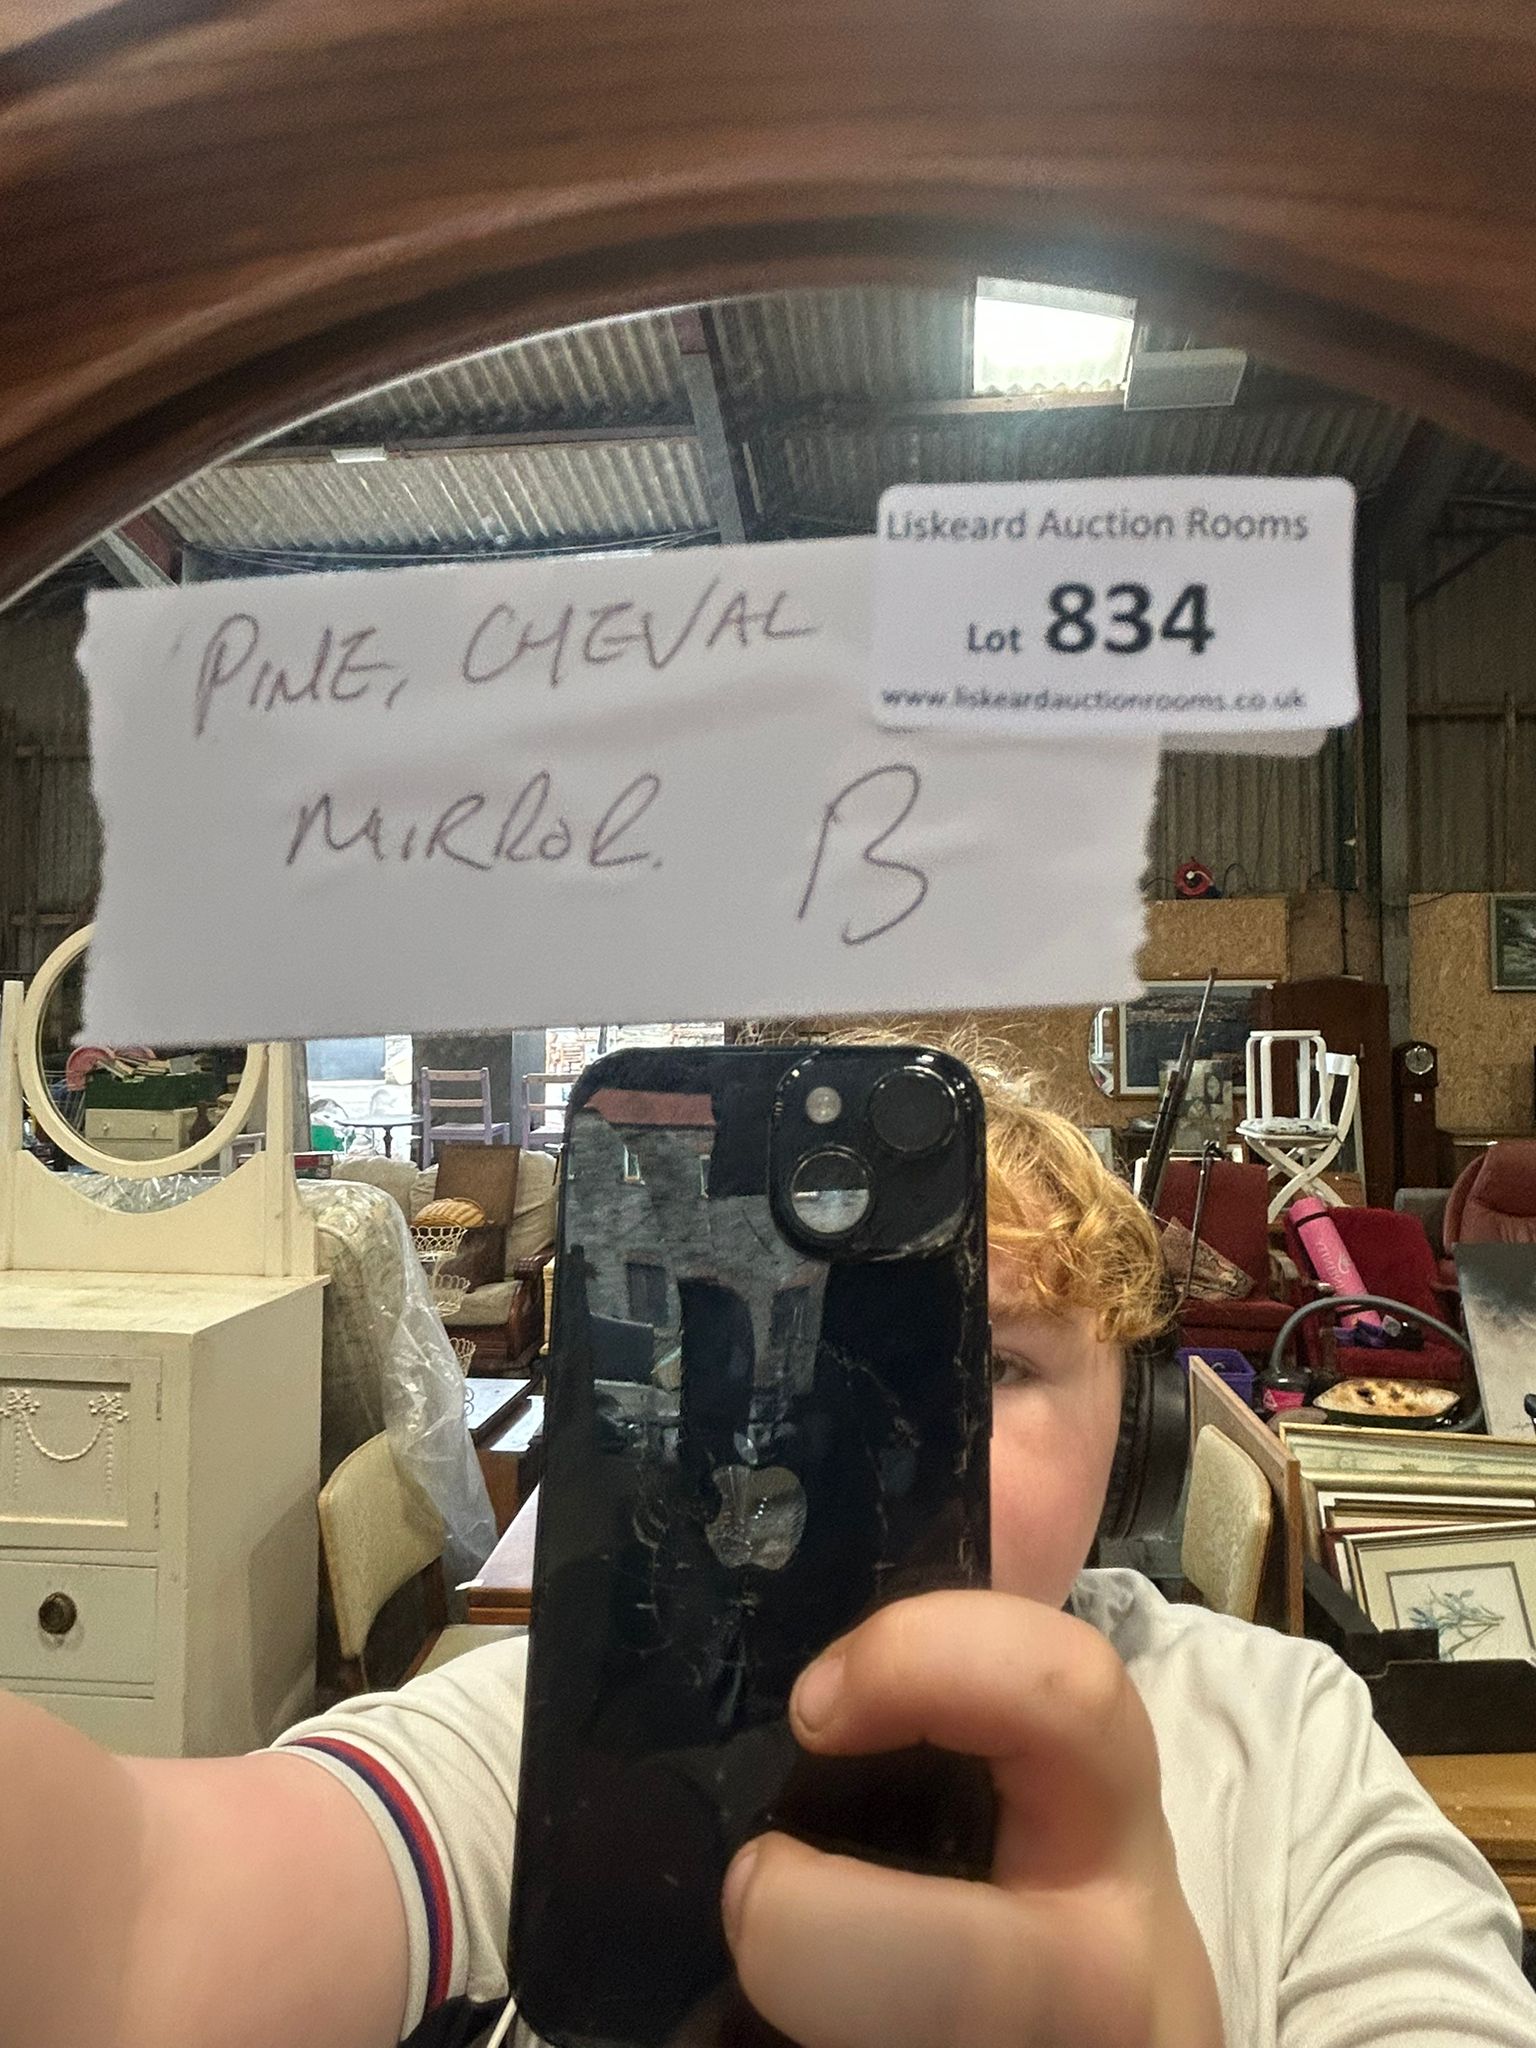 Liskeard Auction Rooms
Lot 834
www.liskeardauctionrooms.co.uk
PINE, CHEVAL
MIRROR. B